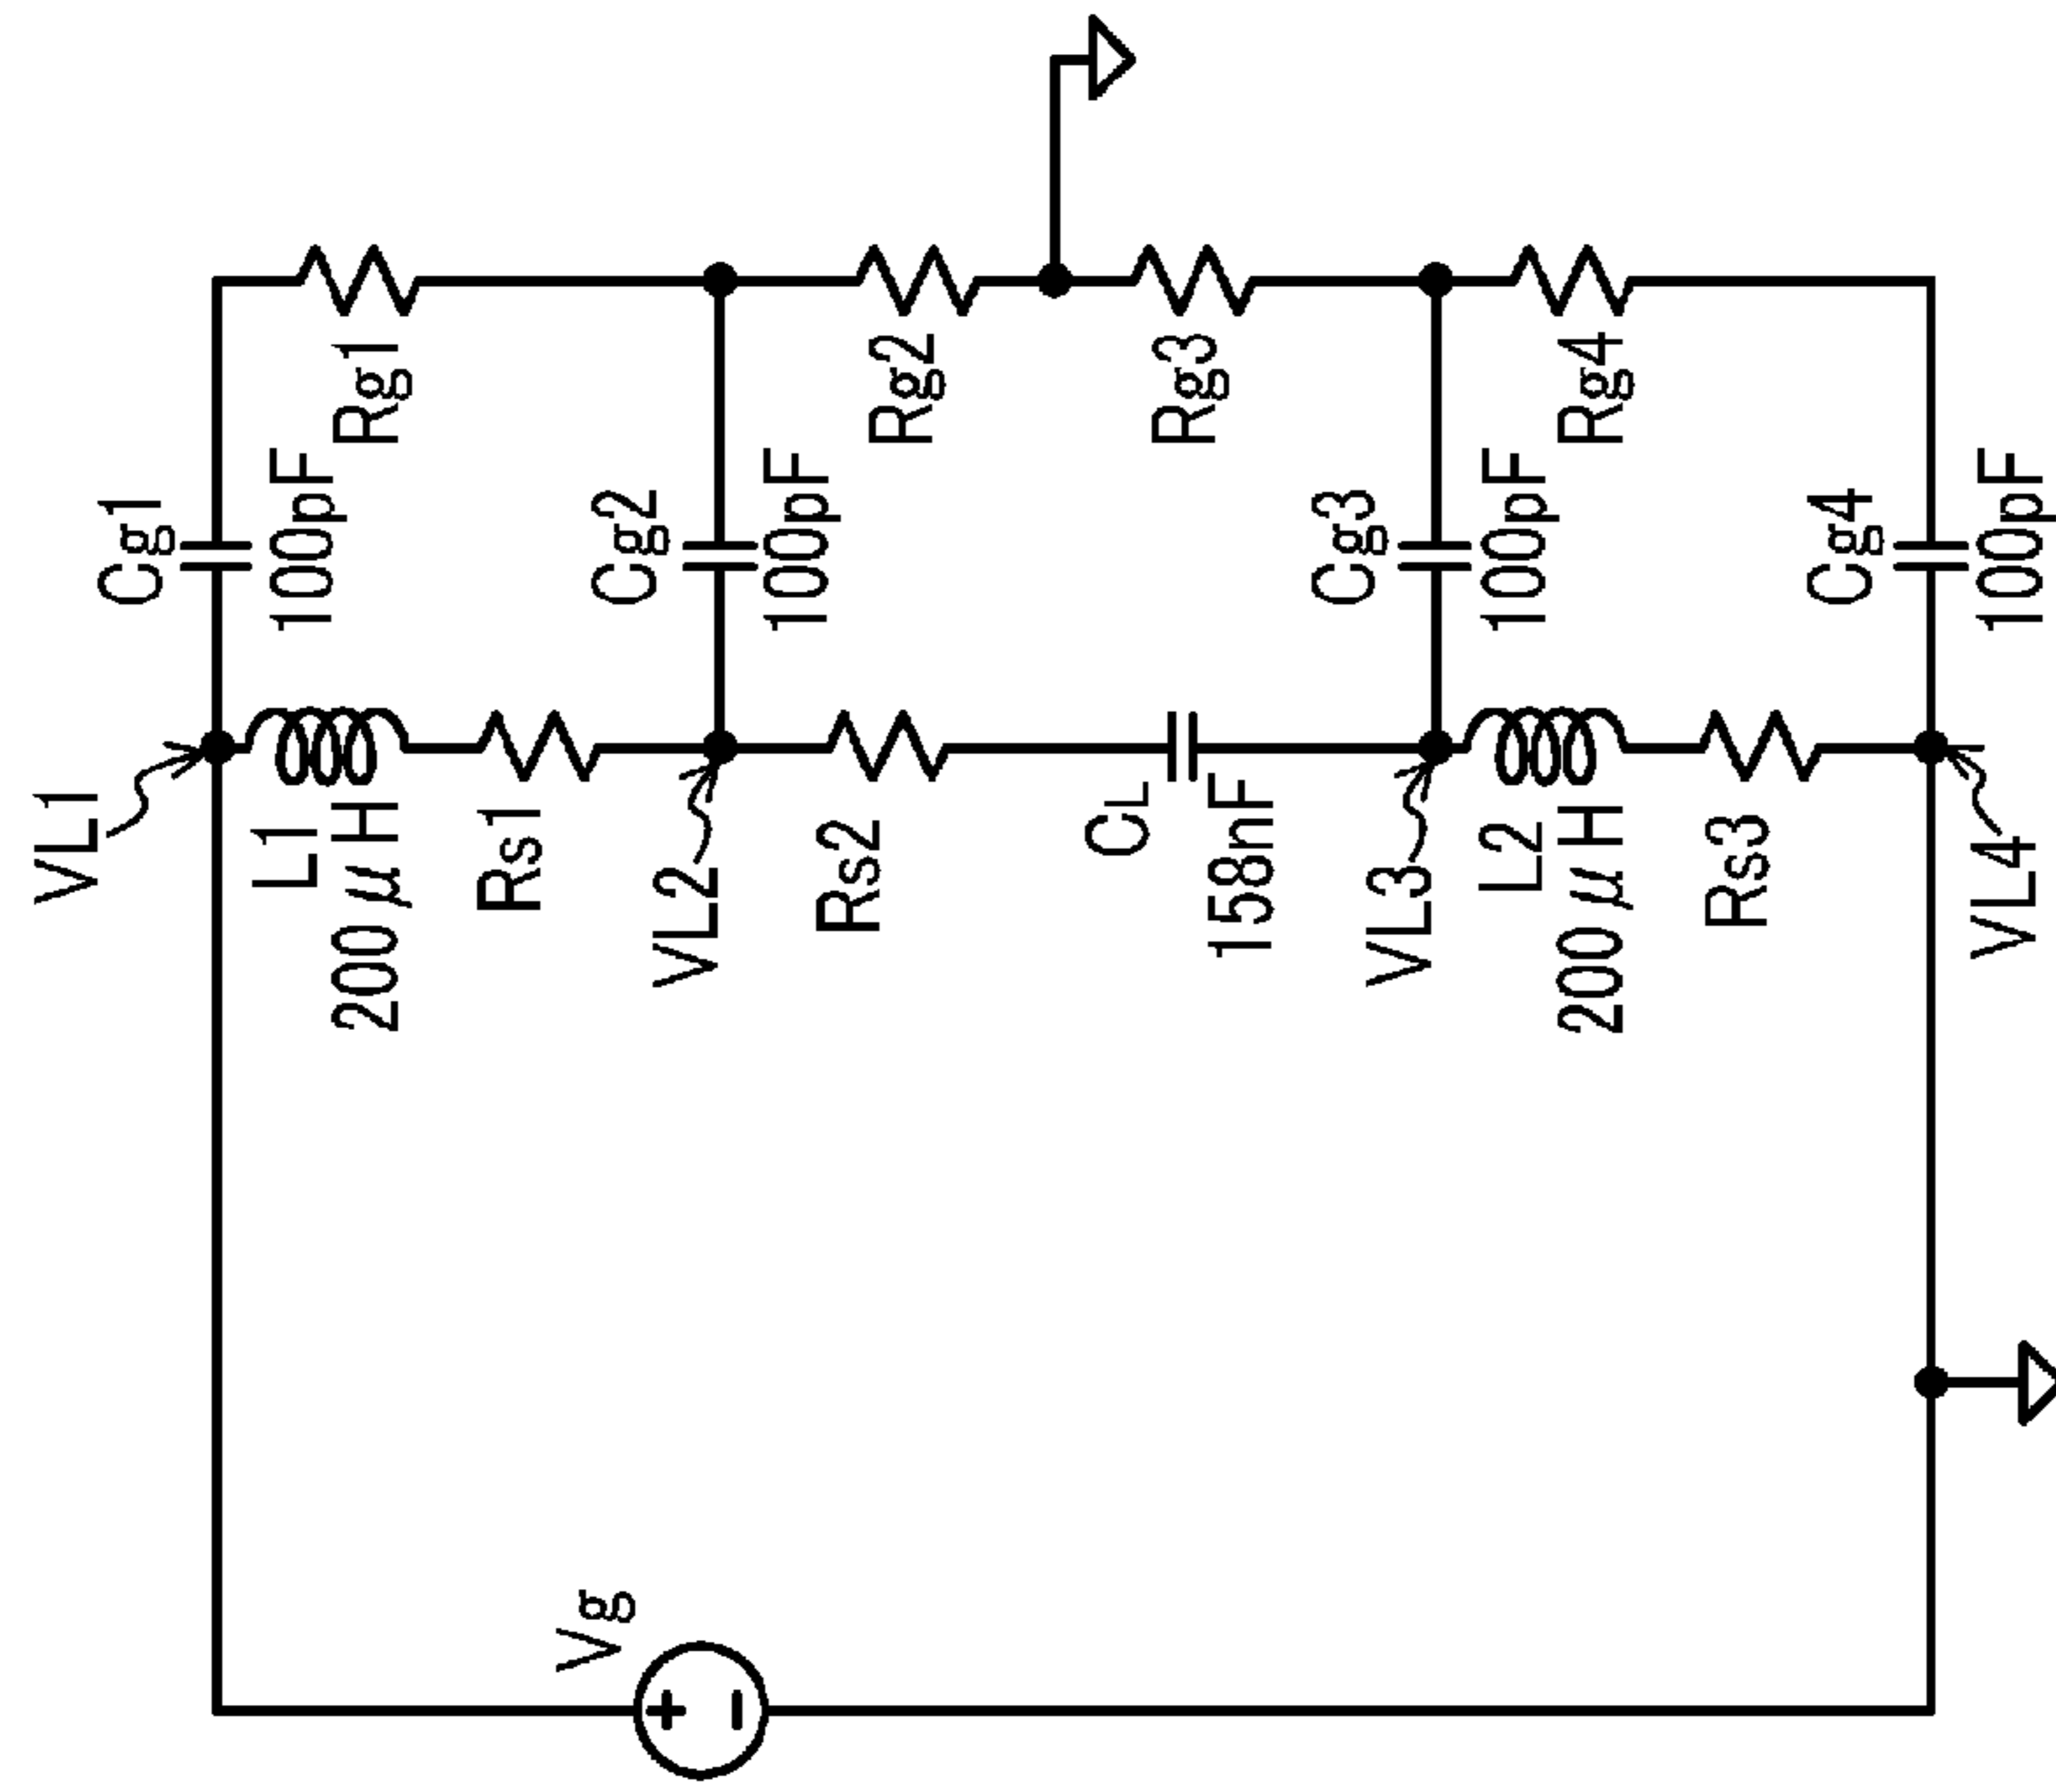 VL1
Cg1
100pF
Rg1
L1
200μH
Rs1
VL2
Cg2
100pF
Rg2
Rs2
CL
158nF
Rg3
VL3
Cg3
100pF
Rg4
L2
200μH
Rs3
VL4
Cg4
100pF
Vg
+
−